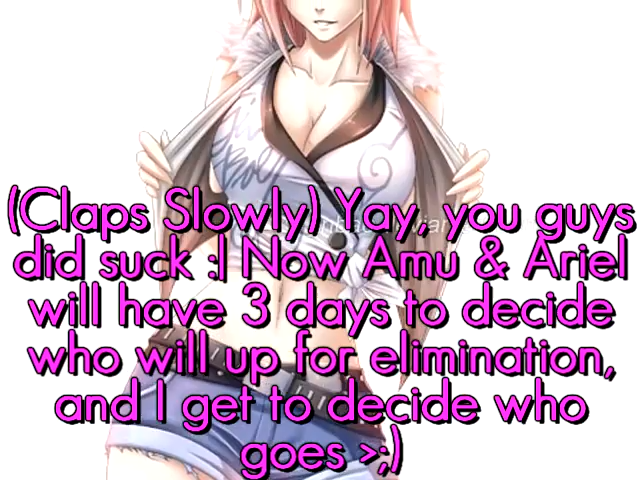 (Claps Slowly) Yay, you guys
did suck :| Now Amu & Ariel
will have 3 days to decide
who will up for elimination,
and I get to decide who
goes >;)